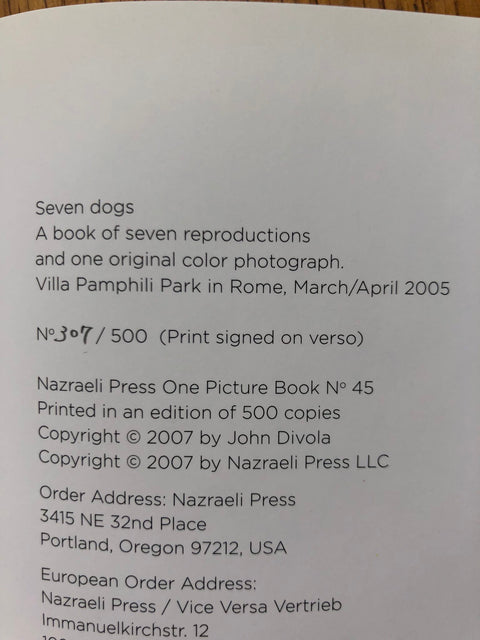 Seven dogs
A book of seven reproductions
and one original color photograph.
Villa Pamphili Park in Rome, March/April 2005
Nº307/500 (Print signed on verso)
Nazraeli Press One Picture Book Nº 45
Printed in an edition of 500 copies
Copyright © 2007 by John Divola
Copyright © 2007 by Nazraeli Press LLC
Order Address: Nazraeli Press
3415 NE 32nd Place
Portland, Oregon 97212, USA
European Order Address:
Nazraeli Press / Vice Versa Vertrieb
Immanuelkirchstr. 12